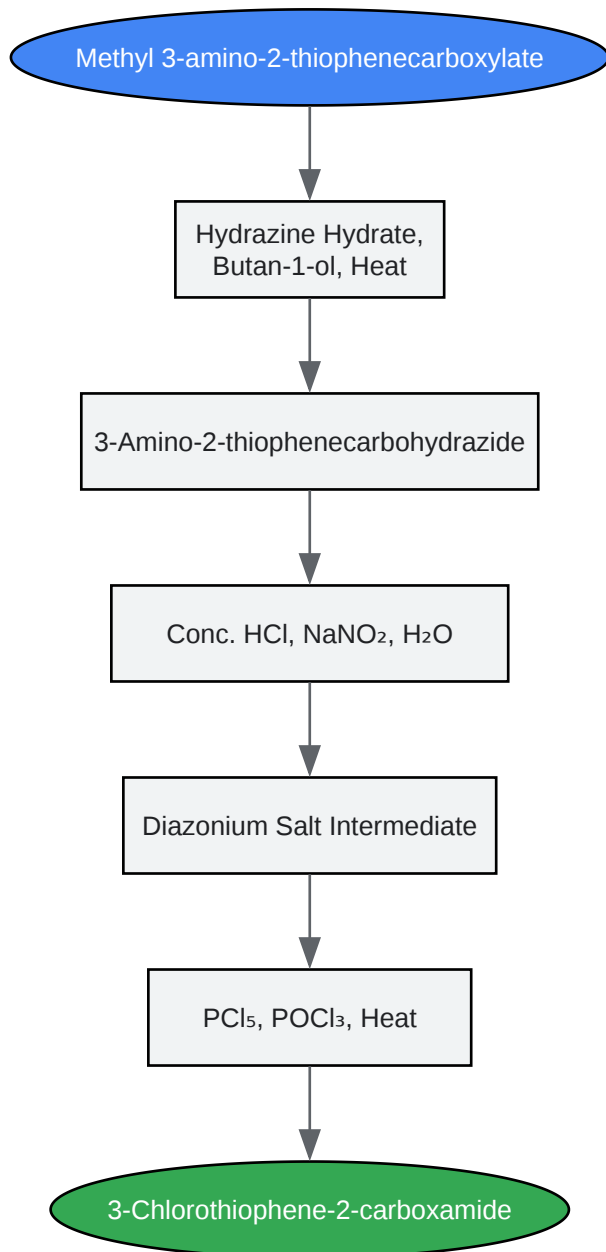 Methyl 3-amino-2-thiophenecarboxylate
Hydrazine Hydrate,
Butan-1-ol, Heat
3-Amino-2-thiophenecarbohydrazide
Conc. HCl, NaNO₂, H₂O
Diazonium Salt Intermediate
PCl₅, POCl₃, Heat
3-Chlorothiophene-2-carboxamide